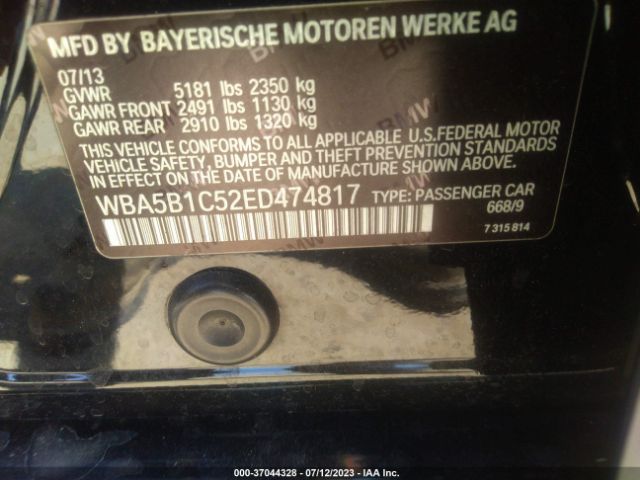 MFD BY BAYERISCHE MOTOREN WERKE AG
07/13
GVWR 5181 lbs 2350 kg
GAWR FRONT 2491 lbs 1130 kg
GAWR REAR 2910 lbs 1320 kg
THIS VEHICLE CONFORMS TO ALL APPLICABLE U.S.FEDERAL MOTOR
VEHICLE SAFETY, BUMPER AND THEFT PREVENTION STANDARDS
IN EFFECT ON THE DATE OF MANUFACTURE SHOWN ABOVE.
WBA5B1C52ED474817 TYPE: PASSENGER CAR
668/9
7 315 814
000-37044328 - 07/12/2023 - IAA Inc.